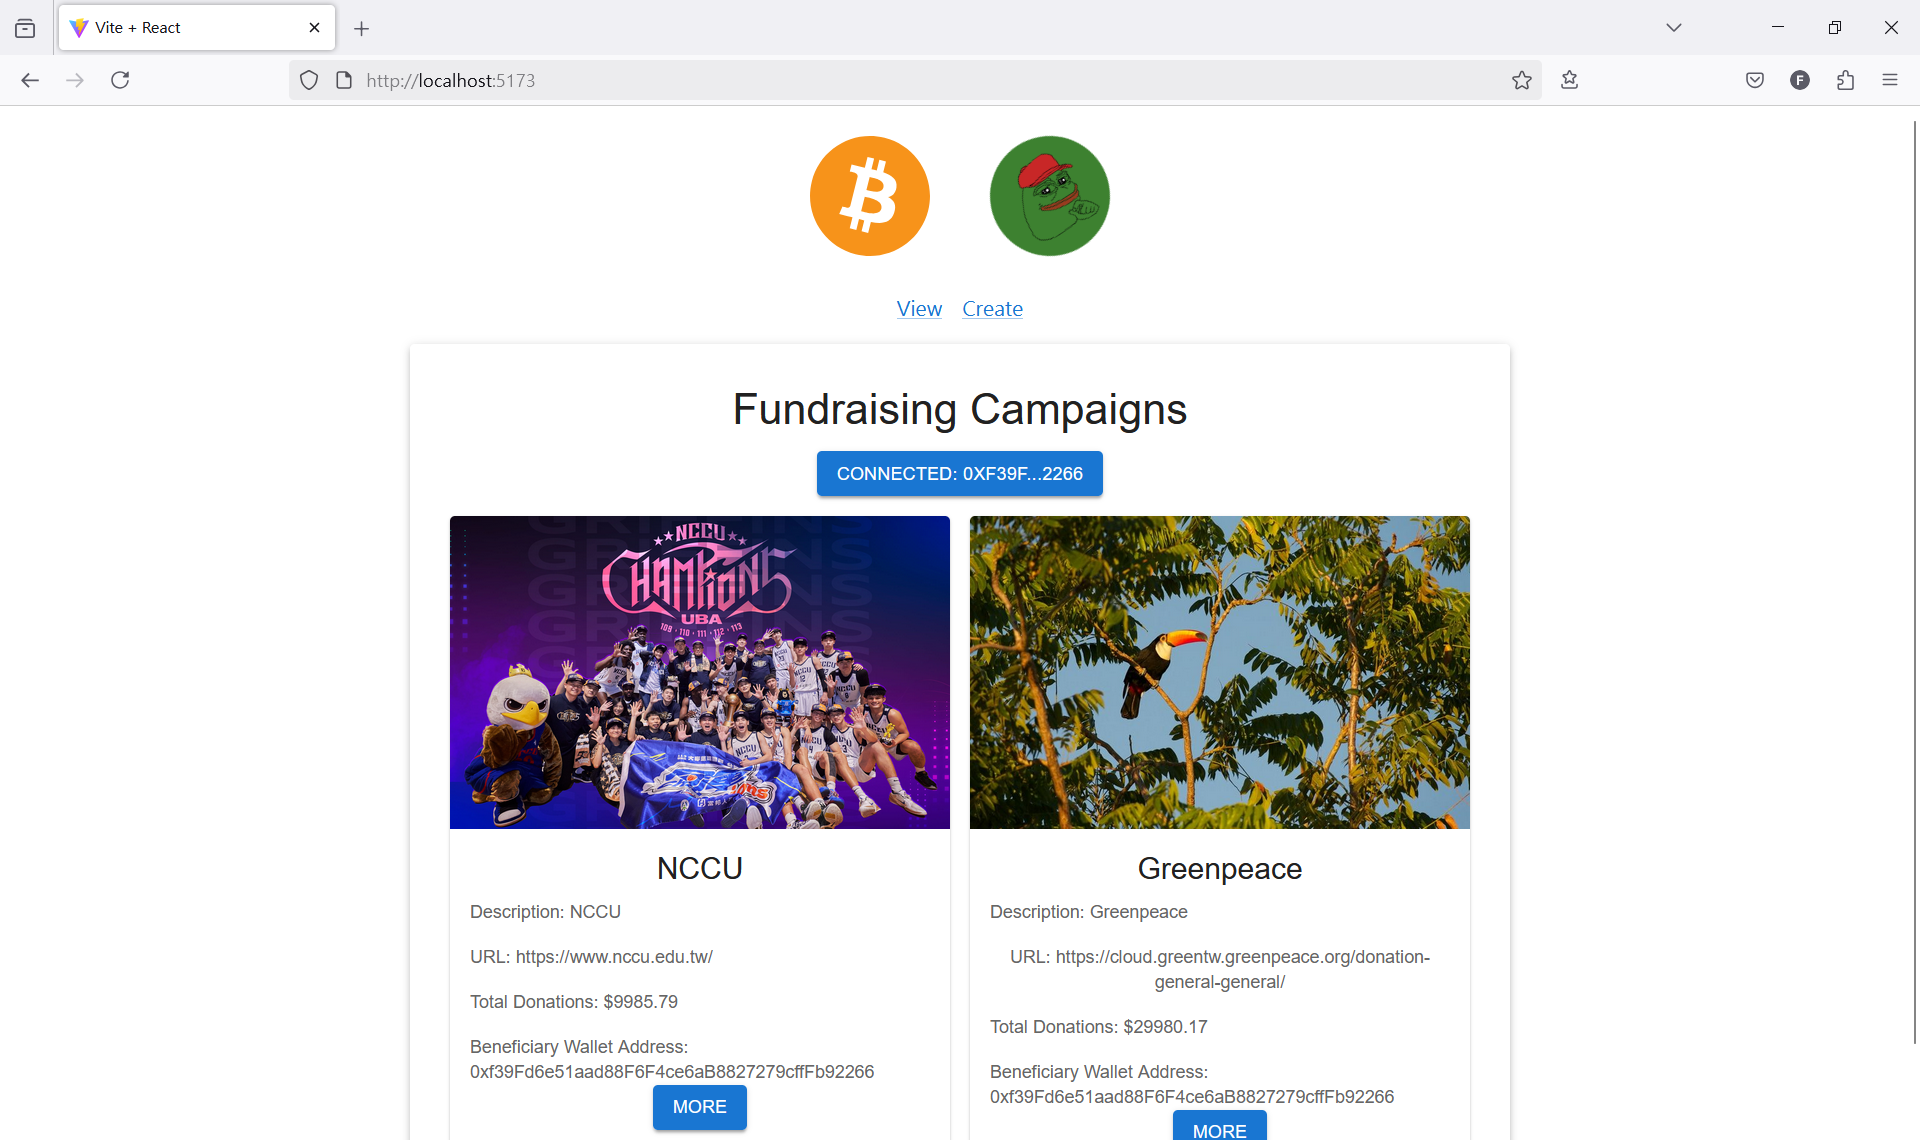 Vite + React
http://localhost:5173
F
View Create
Fundraising Campaigns
CONNECTED: 0XF39F...2266
NCCU
CHAMPIONS
UBA
109 · 110 · 111 · 112 · 113
NCCU
Description: NCCU
URL: https://www.nccu.edu.tw/
Total Donations: $9985.79
Beneficiary Wallet Address:
0xf39Fd6e51aad88F6F4ce6aB8827279cffFb92266
MORE
Greenpeace
Description: Greenpeace
URL: https://cloud.greentw.greenpeace.org/donation-
general-general/
Total Donations: $29980.17
Beneficiary Wallet Address:
0xf39Fd6e51aad88F6F4ce6aB8827279cffFb92266
MORE